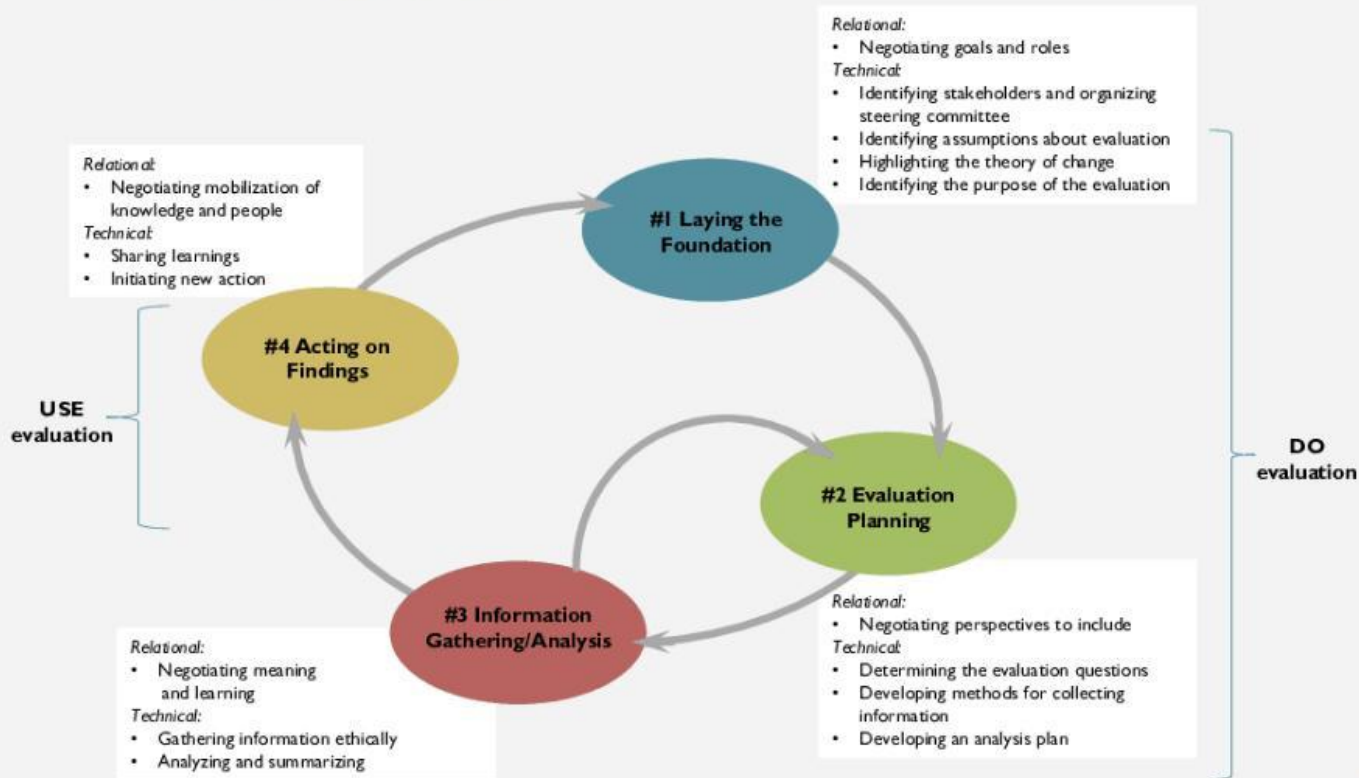 Relational:
• Negotiating goals and roles
Technical:
• Identifying stakeholders and organizing
steering committee
• Identifying assumptions about evaluation
• Highlighting the theory of change
• Identifying the purpose of the evaluation
Relational:
• Negotiating mobilization of
knowledge and people
Technical:
• Sharing learnings
• Initiating new action
#1 Laying the
Foundation
#4 Acting on
Findings
USE
evaluation
DO
evaluation
#2 Evaluation
Planning
#3 Information
Gathering/Analysis
Relational:
• Negotiating perspectives to include
Technical:
• Determining the evaluation questions
• Developing methods for collecting
information
• Developing an analysis plan
Relational:
• Negotiating meaning
and learning
Technical:
• Gathering information ethically
• Analyzing and summarizing